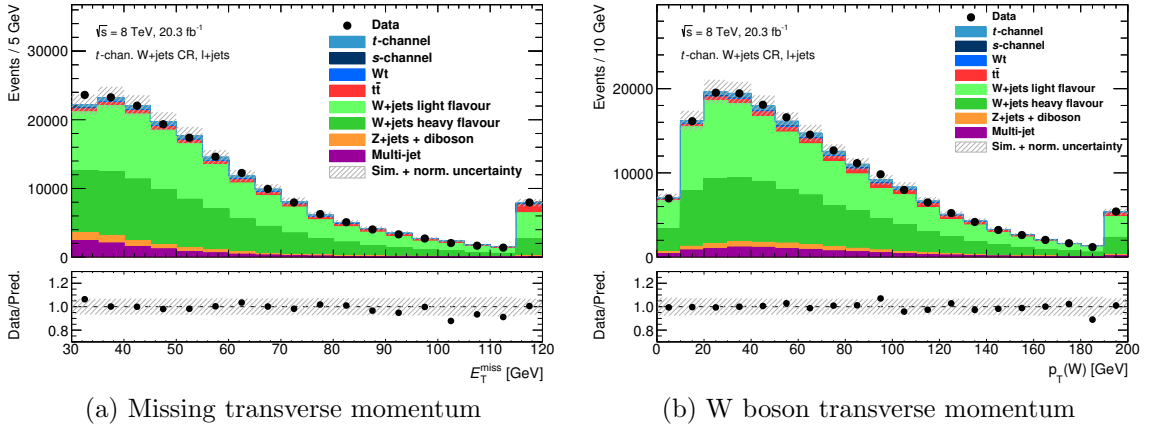 Events / 5 GeV
30000
20000
10000
0
√s = 8 TeV, 20.3 fb⁻¹
t-chan. W+jets CR, l+jets
Data
t-channel
s-channel
Wt
tt̄
W+jets light flavour
W+jets heavy flavour
Z+jets + diboson
Multi-jet
Sim. + norm. uncertainty
Data/Pred.
1.2
1.0
0.8
30 40 50 60 70 80 90 100 110 120
E_T^miss [GeV]
(a) Missing transverse momentum
Events / 10 GeV
20000
10000
0
√s = 8 TeV, 20.3 fb⁻¹
t-chan. W+jets CR, l+jets
Data
t-channel
s-channel
Wt
tt̄
W+jets light flavour
W+jets heavy flavour
Z+jets + diboson
Multi-jet
Sim. + norm. uncertainty
Data/Pred.
1.2
1.0
0.8
0 20 40 60 80 100 120 140 160 180 200
p_T(W) [GeV]
(b) W boson transverse momentum